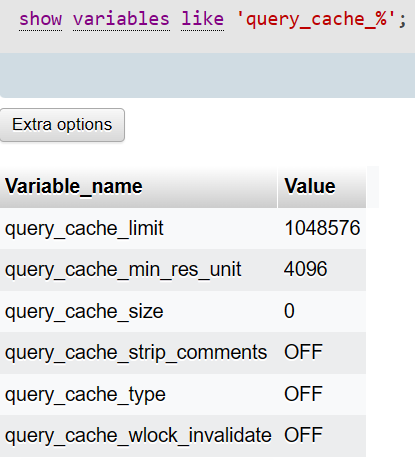 show variables like 'query_cache_%';
Extra options
Variable_name Value
query_cache_limit 1048576
query_cache_min_res_unit 4096
query_cache_size 0
query_cache_strip_comments OFF
query_cache_type OFF
query_cache_wlock_invalidate OFF